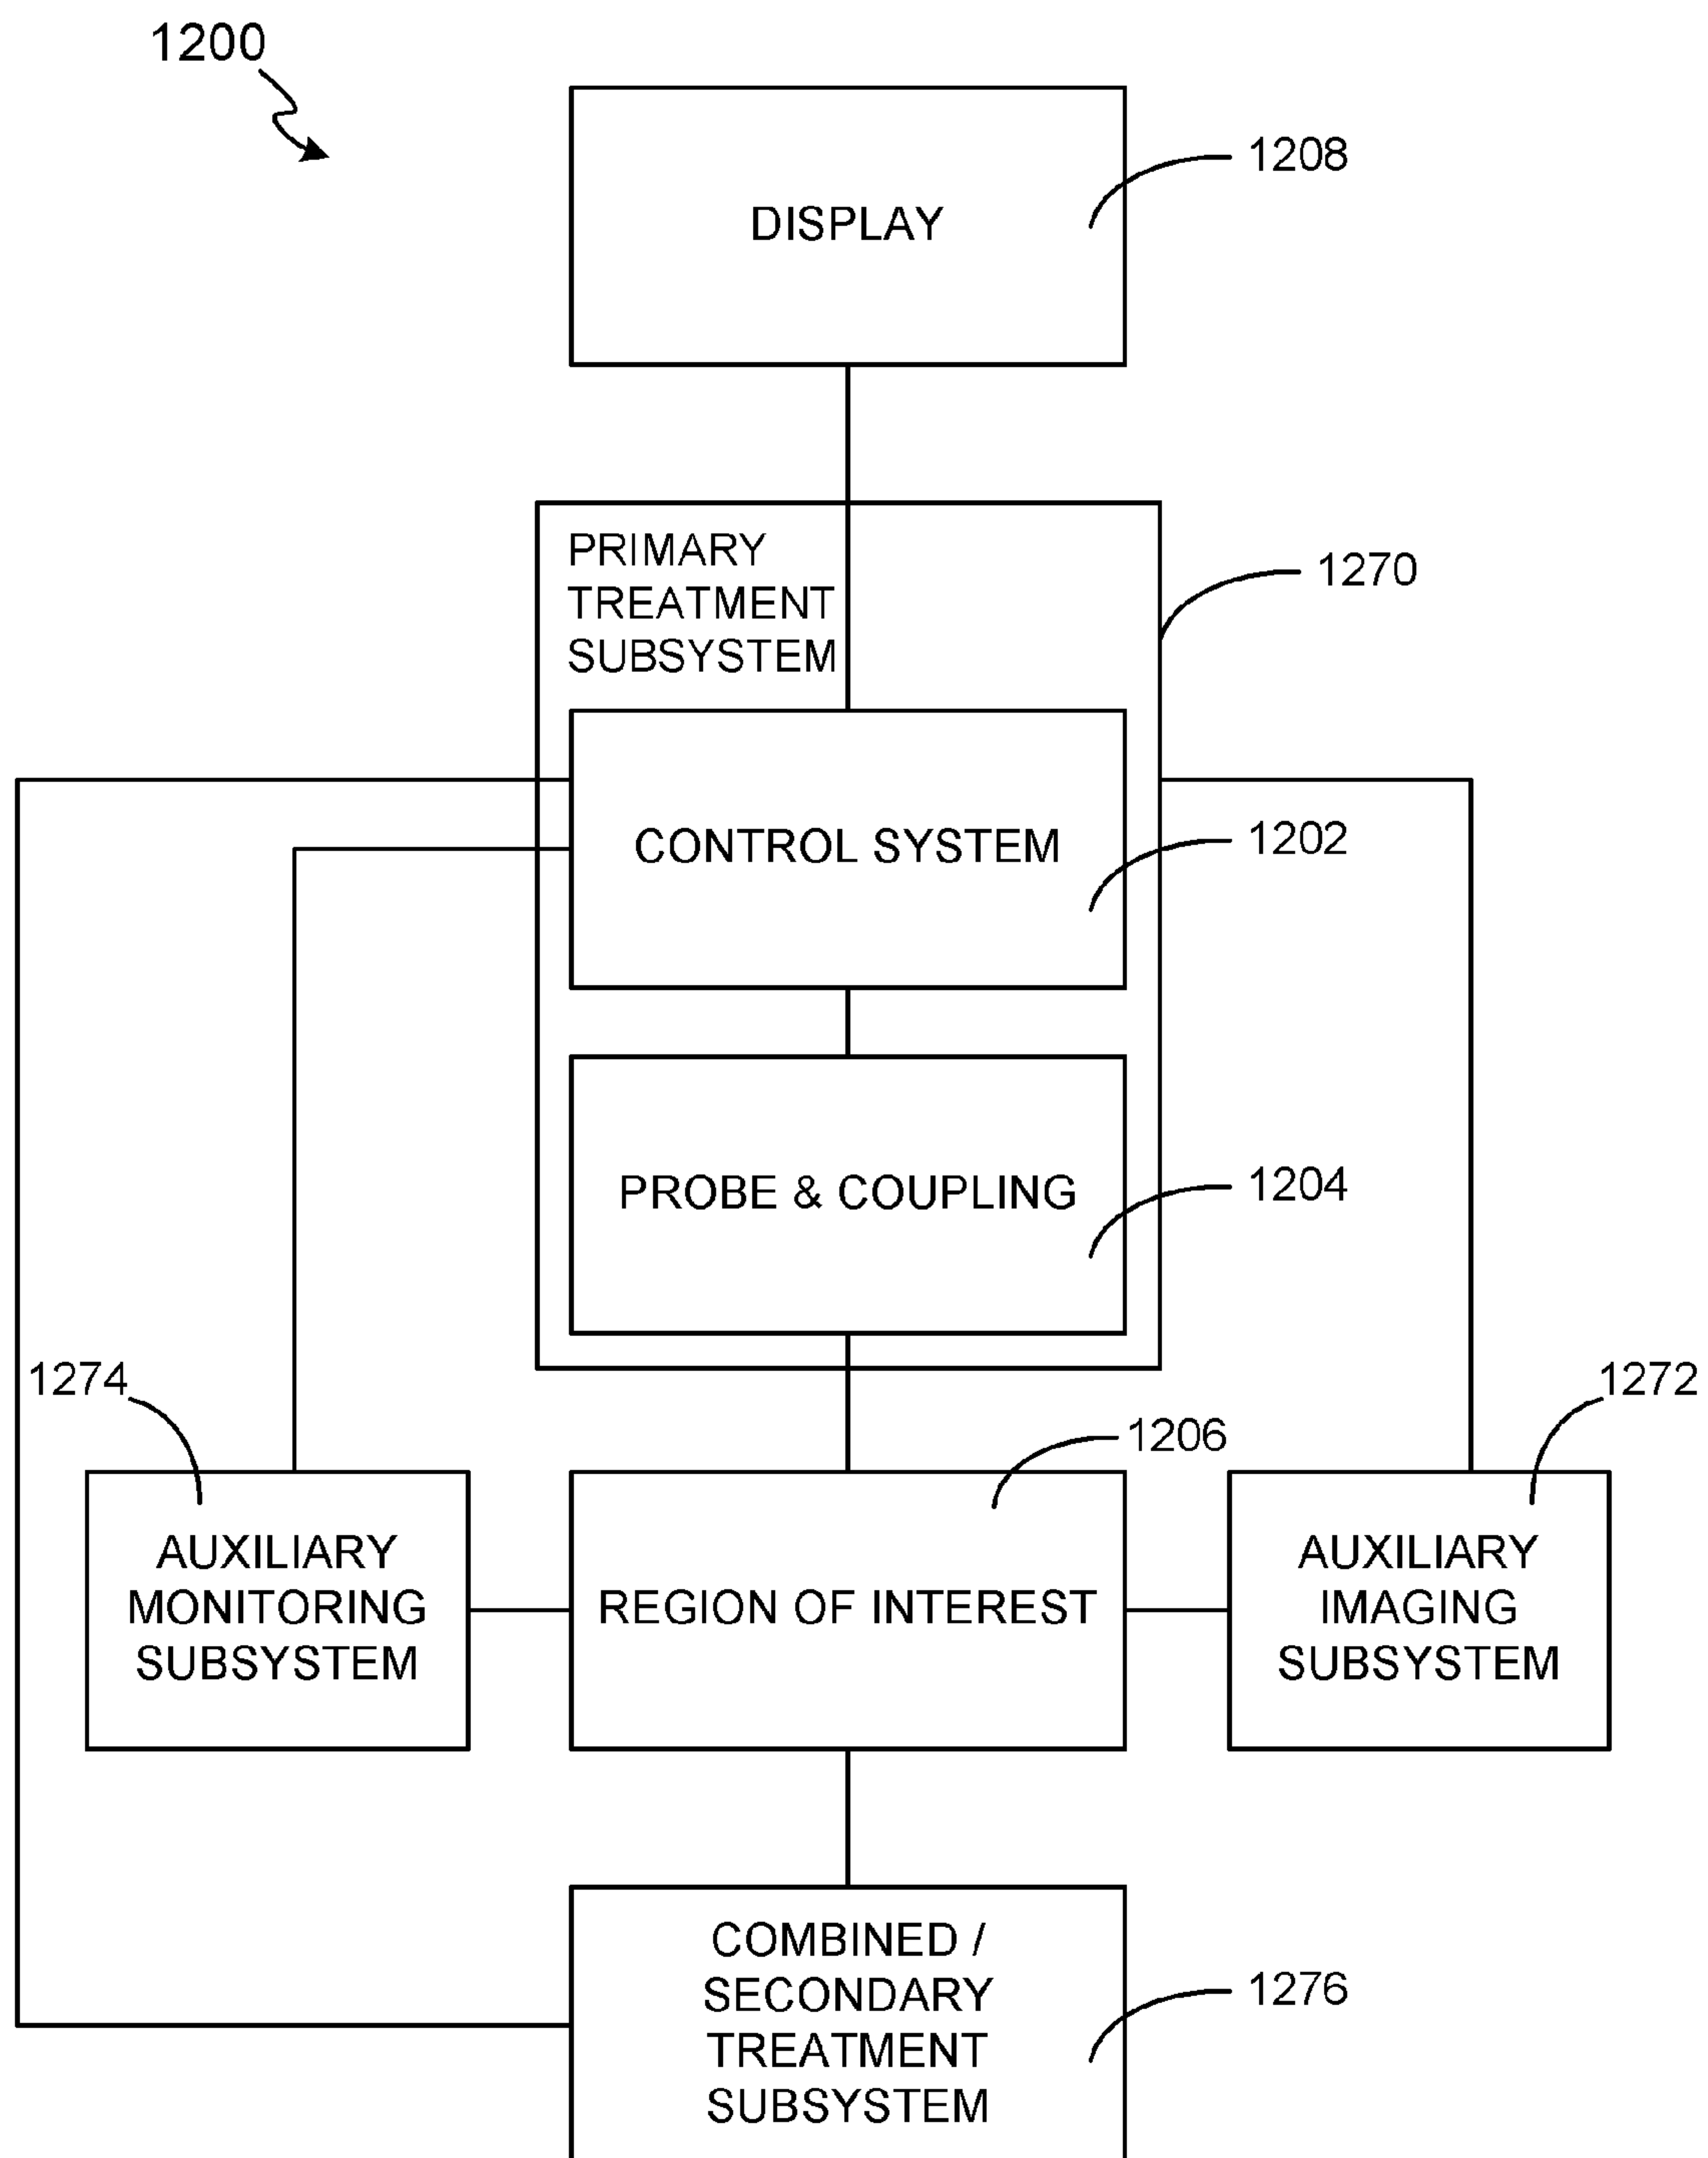 1200
DISPLAY
1208
PRIMARY
TREATMENT
SUBSYSTEM
1270
CONTROL SYSTEM
1202
PROBE & COUPLING
1204
1274
1272
1206
AUXILIARY
MONITORING
SUBSYSTEM
REGION OF INTEREST
AUXILIARY
IMAGING
SUBSYSTEM
COMBINED /
SECONDARY
TREATMENT
SUBSYSTEM
1276